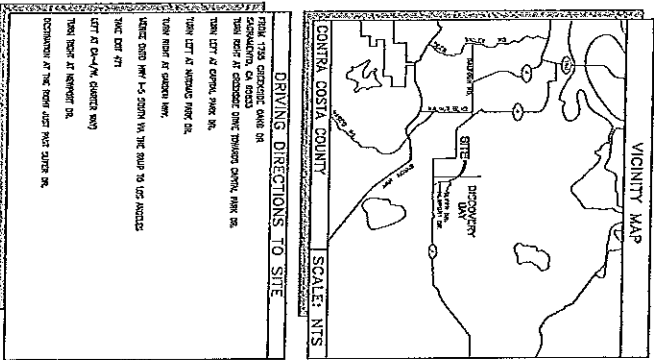 VICINITY MAP
SITE
DISCOVERY
BAY
NEWPORT DR.
CONTRA COSTA COUNTY
SCALE: NTS
DRIVING DIRECTIONS TO SITE
FROM 1755 CREEKSIDE OAKS DR
SACRAMENTO, CA 95833
TURN RIGHT AT CREEKSIDE DRIVE TOWARDS CAPITAL PARK DR.
TURN LEFT AT CAPITAL PARK DR.
TURN LEFT AT NATOMAS PARK DR.
TURN RIGHT AT GARDEN HWY.
MERGE ONTO HWY I-5 SOUTH VIA THE RAMP TO LOS ANGELES
TAKE EXIT 471
LEFT AT CA-4/W. CHARTER WAY)
TURN RIGHT AT NEWPORT DR.
DESTINATION AT THE RIGHT JUST PAST SLIFER DR.